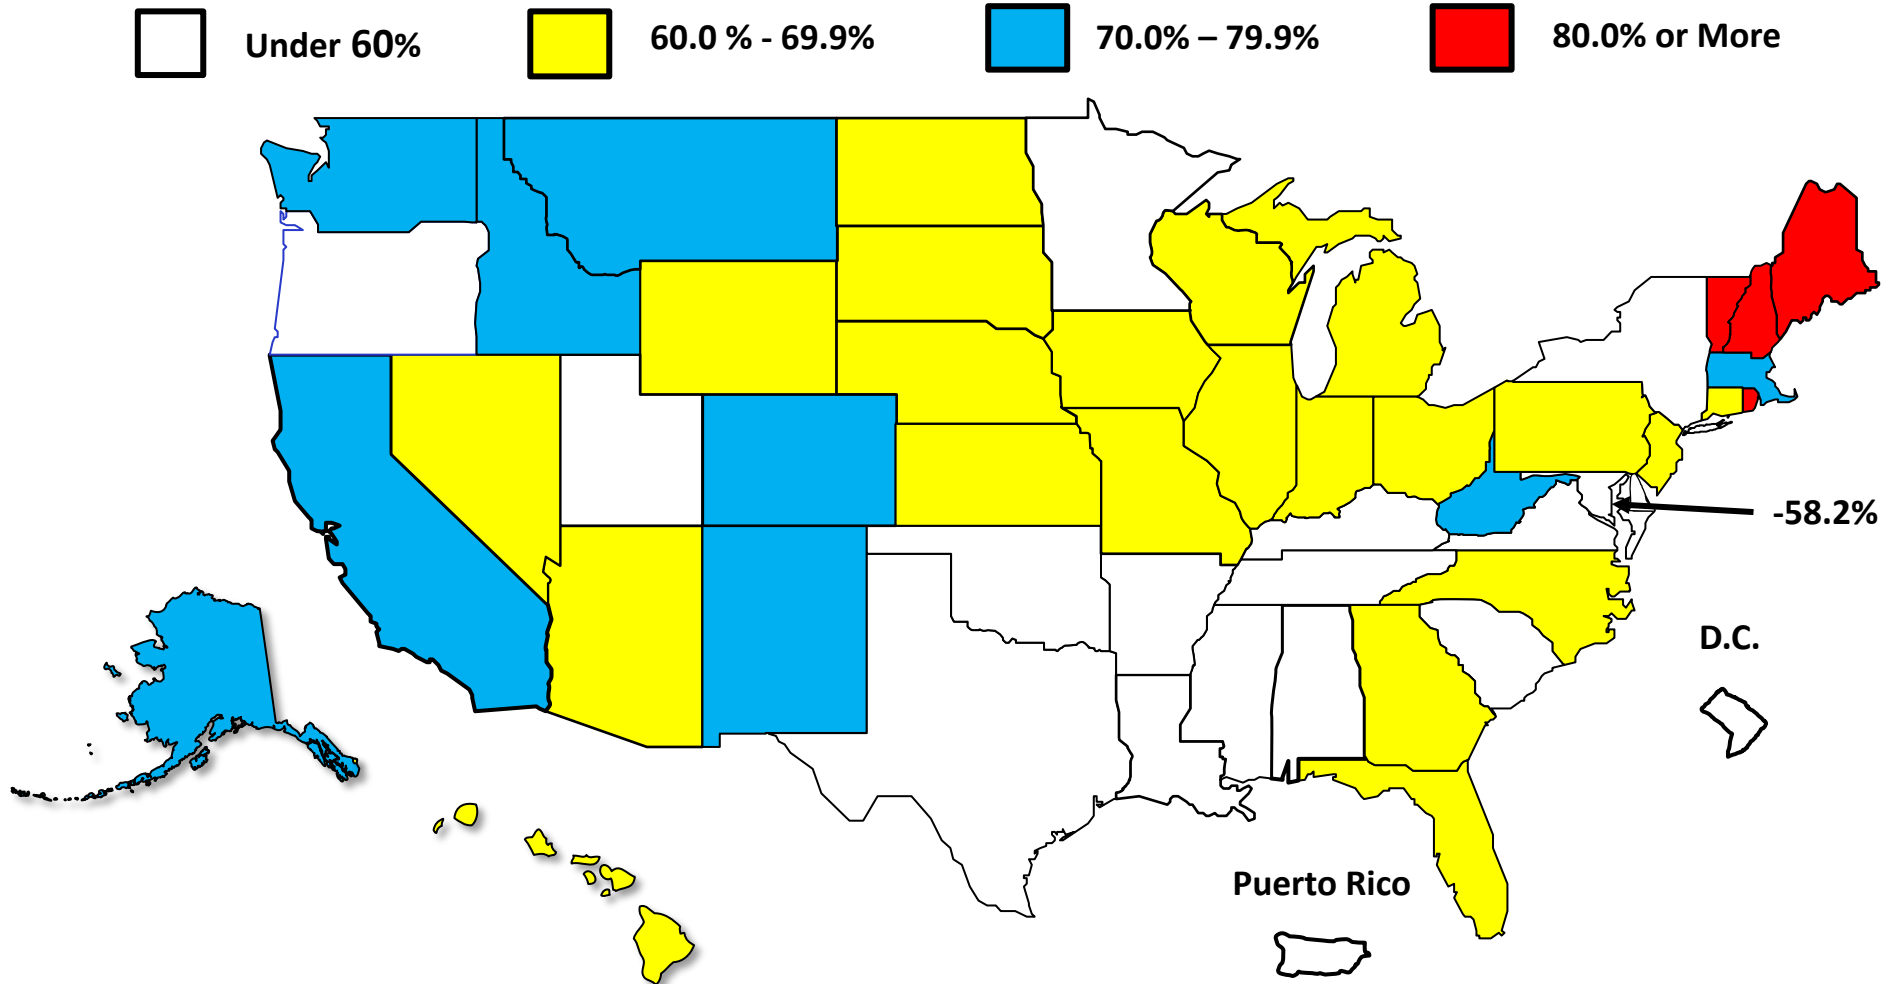 Under 60%
60.0 % - 69.9%
70.0% – 79.9%
80.0% or More
-58.2%
D.C.
Puerto Rico